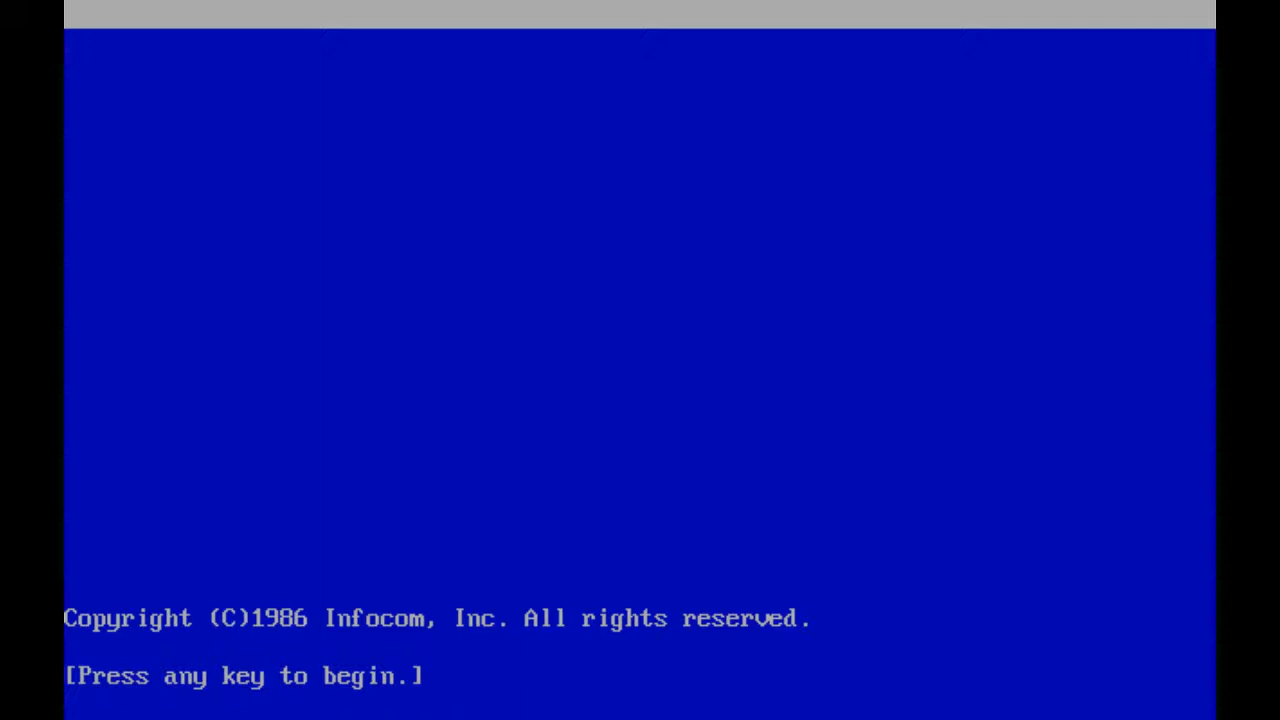 Copyright (C)1986 Infocom, Inc. All rights reserved.
[Press any key to begin.]